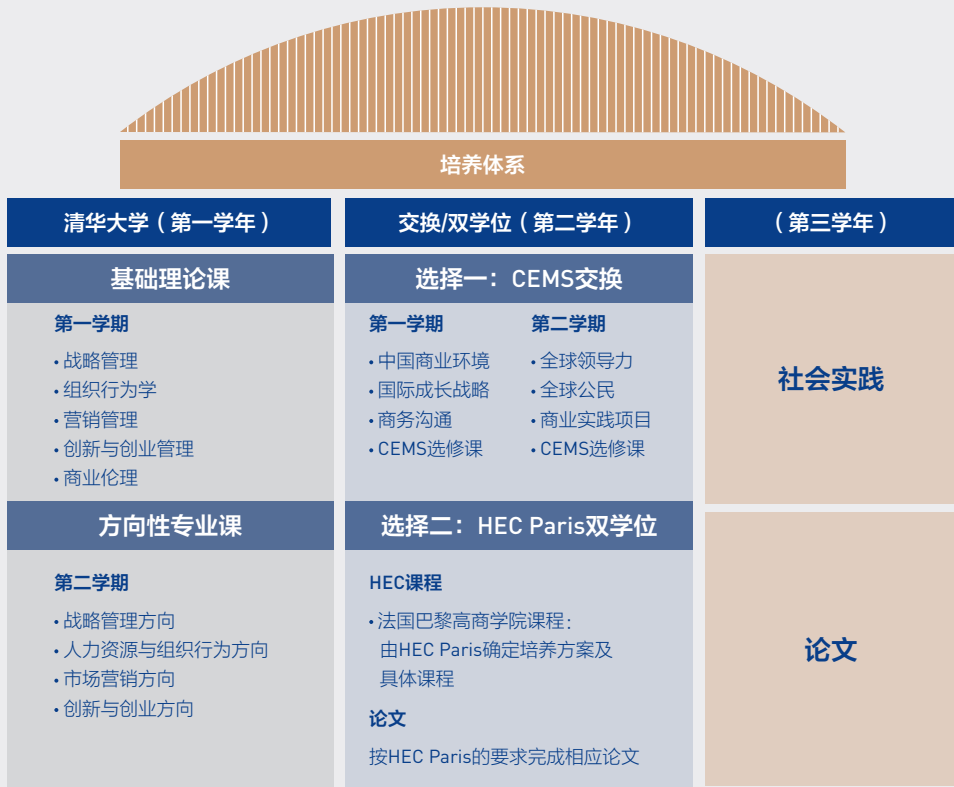 培养体系
清华大学（第一学年）
基础理论课
第一学期
• 战略管理
• 组织行为学
• 营销管理
• 创新与创业管理
• 商业伦理
方向性专业课
第二学期
• 战略管理方向
• 人力资源与组织行为方向
• 市场营销方向
• 创新与创业方向
交换/双学位（第二学年）
选择一：CEMS交换
第一学期
• 中国商业环境
• 国际成长战略
• 商务沟通
• CEMS选修课
第二学期
• 全球领导力
• 全球公民
• 商业实践项目
• CEMS选修课
选择二：HEC Paris双学位
HEC课程
• 法国巴黎高商学院课程：
由HEC Paris确定培养方案及
具体课程
论文
按HEC Paris的要求完成相应论文
（第三学年）
社会实践
论文